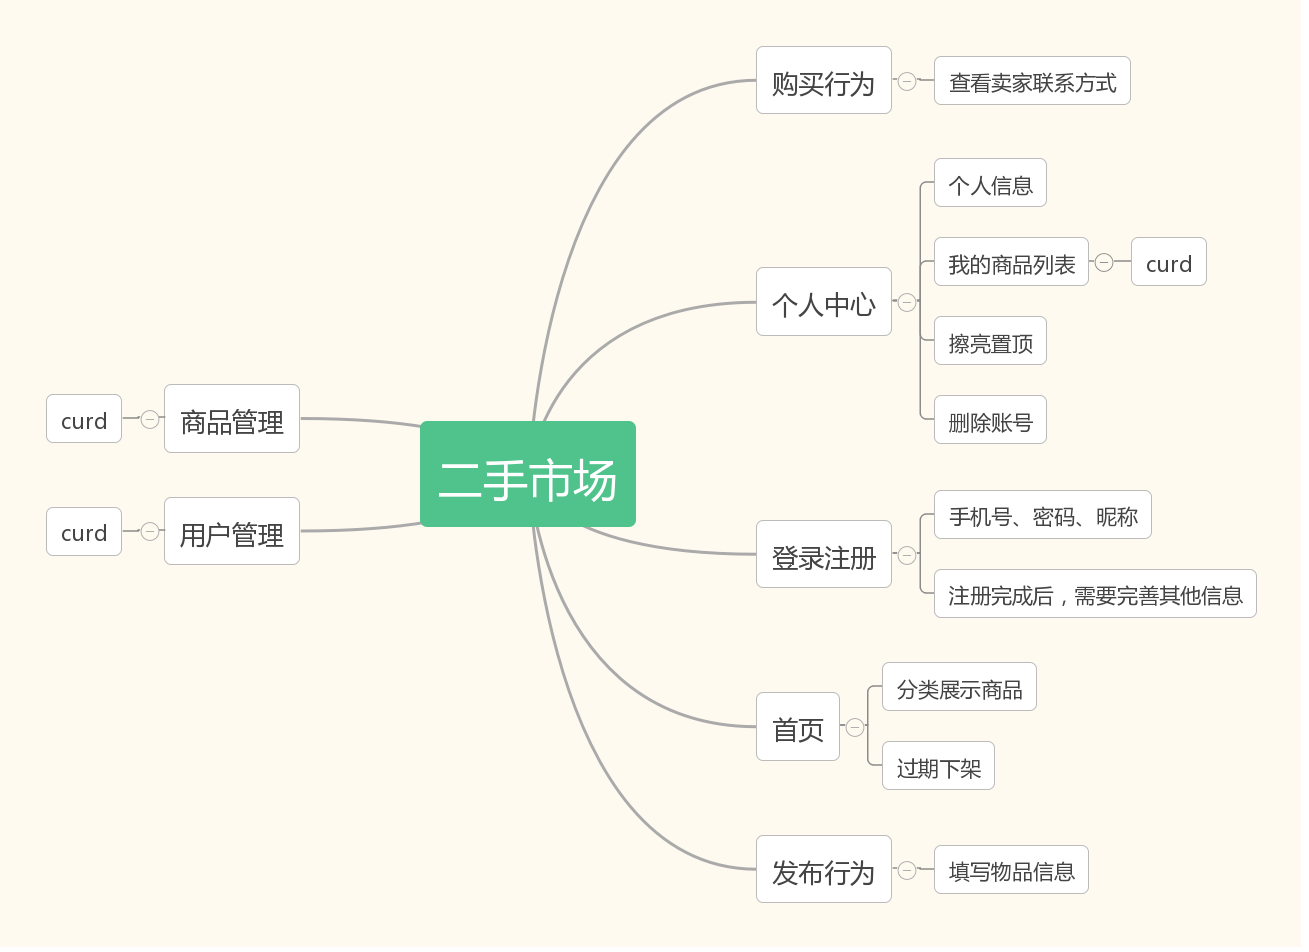 购买行为
查看卖家联系方式
个人信息
我的商品列表
curd
个人中心
擦亮置顶
删除账号
商品管理
curd
二手市场
用户管理
curd
登录注册
手机号、密码、昵称
注册完成后，需要完善其他信息
首页
分类展示商品
过期下架
发布行为
填写物品信息